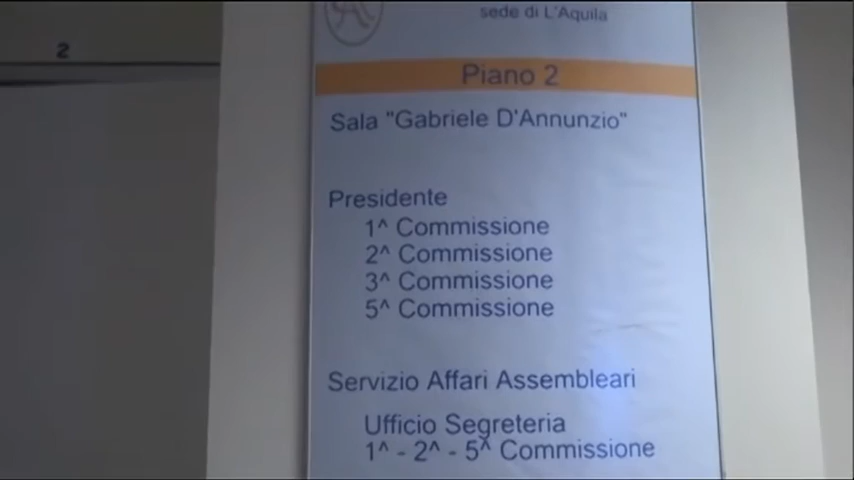 sede di L'Aquila
2
Piano 2
Sala "Gabriele D'Annunzio"
Presidente
1^ Commissione
2^ Commissione
3^ Commissione
5^ Commissione
Servizio Affari Assembleari
Ufficio Segreteria
1^ - 2^ - 5^ Commissione